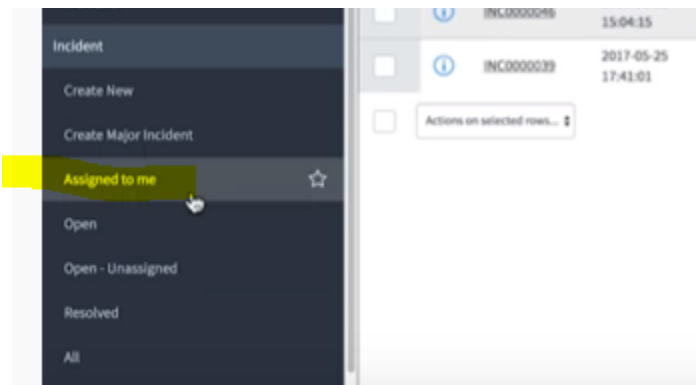 Incident
Create New
Create Major Incident
Assigned to me
Open
Open - Unassigned
Resolved
All
INC0000046
15:04:15
INC0000039
2017-05-25
17:41:01
Actions on selected rows...